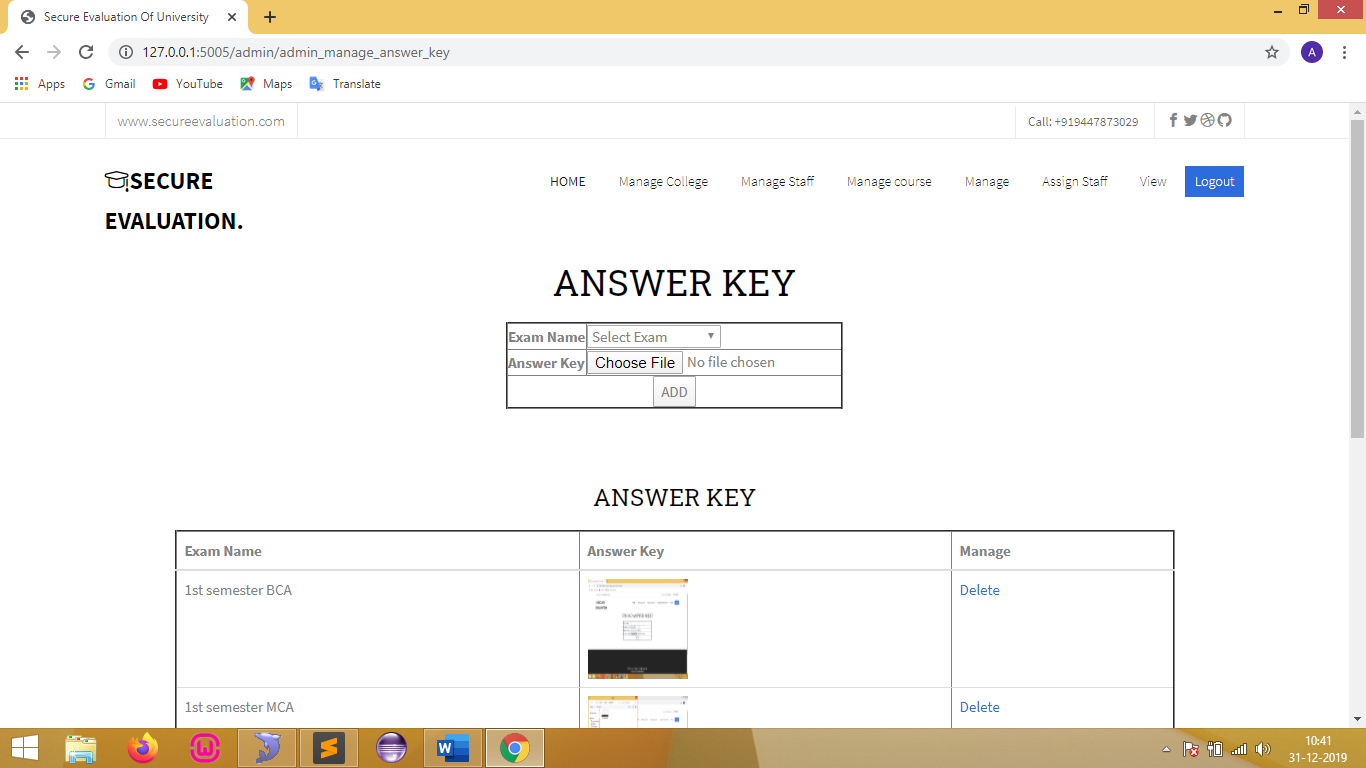 Secure Evaluation Of University
127.0.0.1:5005/admin/admin_manage_answer_key
A
Apps Gmail YouTube Maps Translate
www.secureevaluation.com
Call: +919447873029
SECURE
EVALUATION.
HOME Manage College Manage Staff Manage course Manage Assign Staff View Logout
ANSWER KEY
Exam Name Select Exam
Answer Key Choose File No file chosen
ADD
ANSWER KEY
Exam Name Answer Key Manage
1st semester BCA Delete
1st semester MCA Delete
10:41
31-12-2019